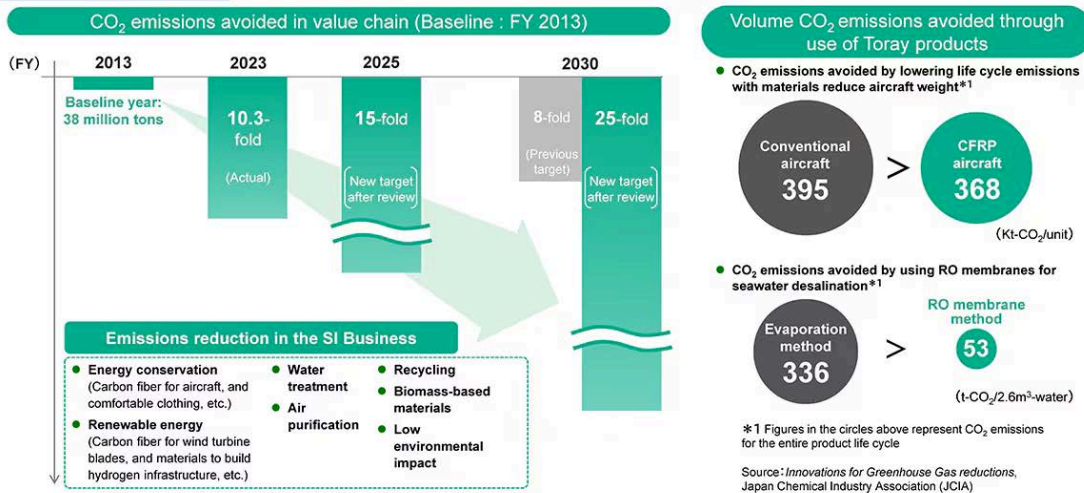 CO₂ emissions avoided in value chain (Baseline : FY 2013)
(FY)
2013
2023
2025
2030
Baseline year:
38 million tons
10.3-
fold
(Actual)
15-fold
[New target
after review]
8-fold
(Previous
target)
25-fold
[New target
after review]
Emissions reduction in the SI Business
● Energy conservation
(Carbon fiber for aircraft, and
comfortable clothing, etc.)
● Renewable energy
(Carbon fiber for wind turbine
blades, and materials to build
hydrogen infrastructure, etc.)
● Water
treatment
● Air
purification
● Recycling
● Biomass-based
materials
● Low
environmental
impact
Volume CO₂ emissions avoided through
use of Toray products
● CO₂ emissions avoided by lowering life cycle emissions
with materials reduce aircraft weight*1
Conventional
aircraft
395
>
CFRP
aircraft
368
(Kt-CO₂/unit)
● CO₂ emissions avoided by using RO membranes for
seawater desalination*1
Evaporation
method
336
>
RO membrane
method
53
(t-CO₂/2.6m³-water)
*1 Figures in the circles above represent CO₂ emissions
for the entire product life cycle
Source: Innovations for Greenhouse Gas reductions,
Japan Chemical Industry Association (JCIA)